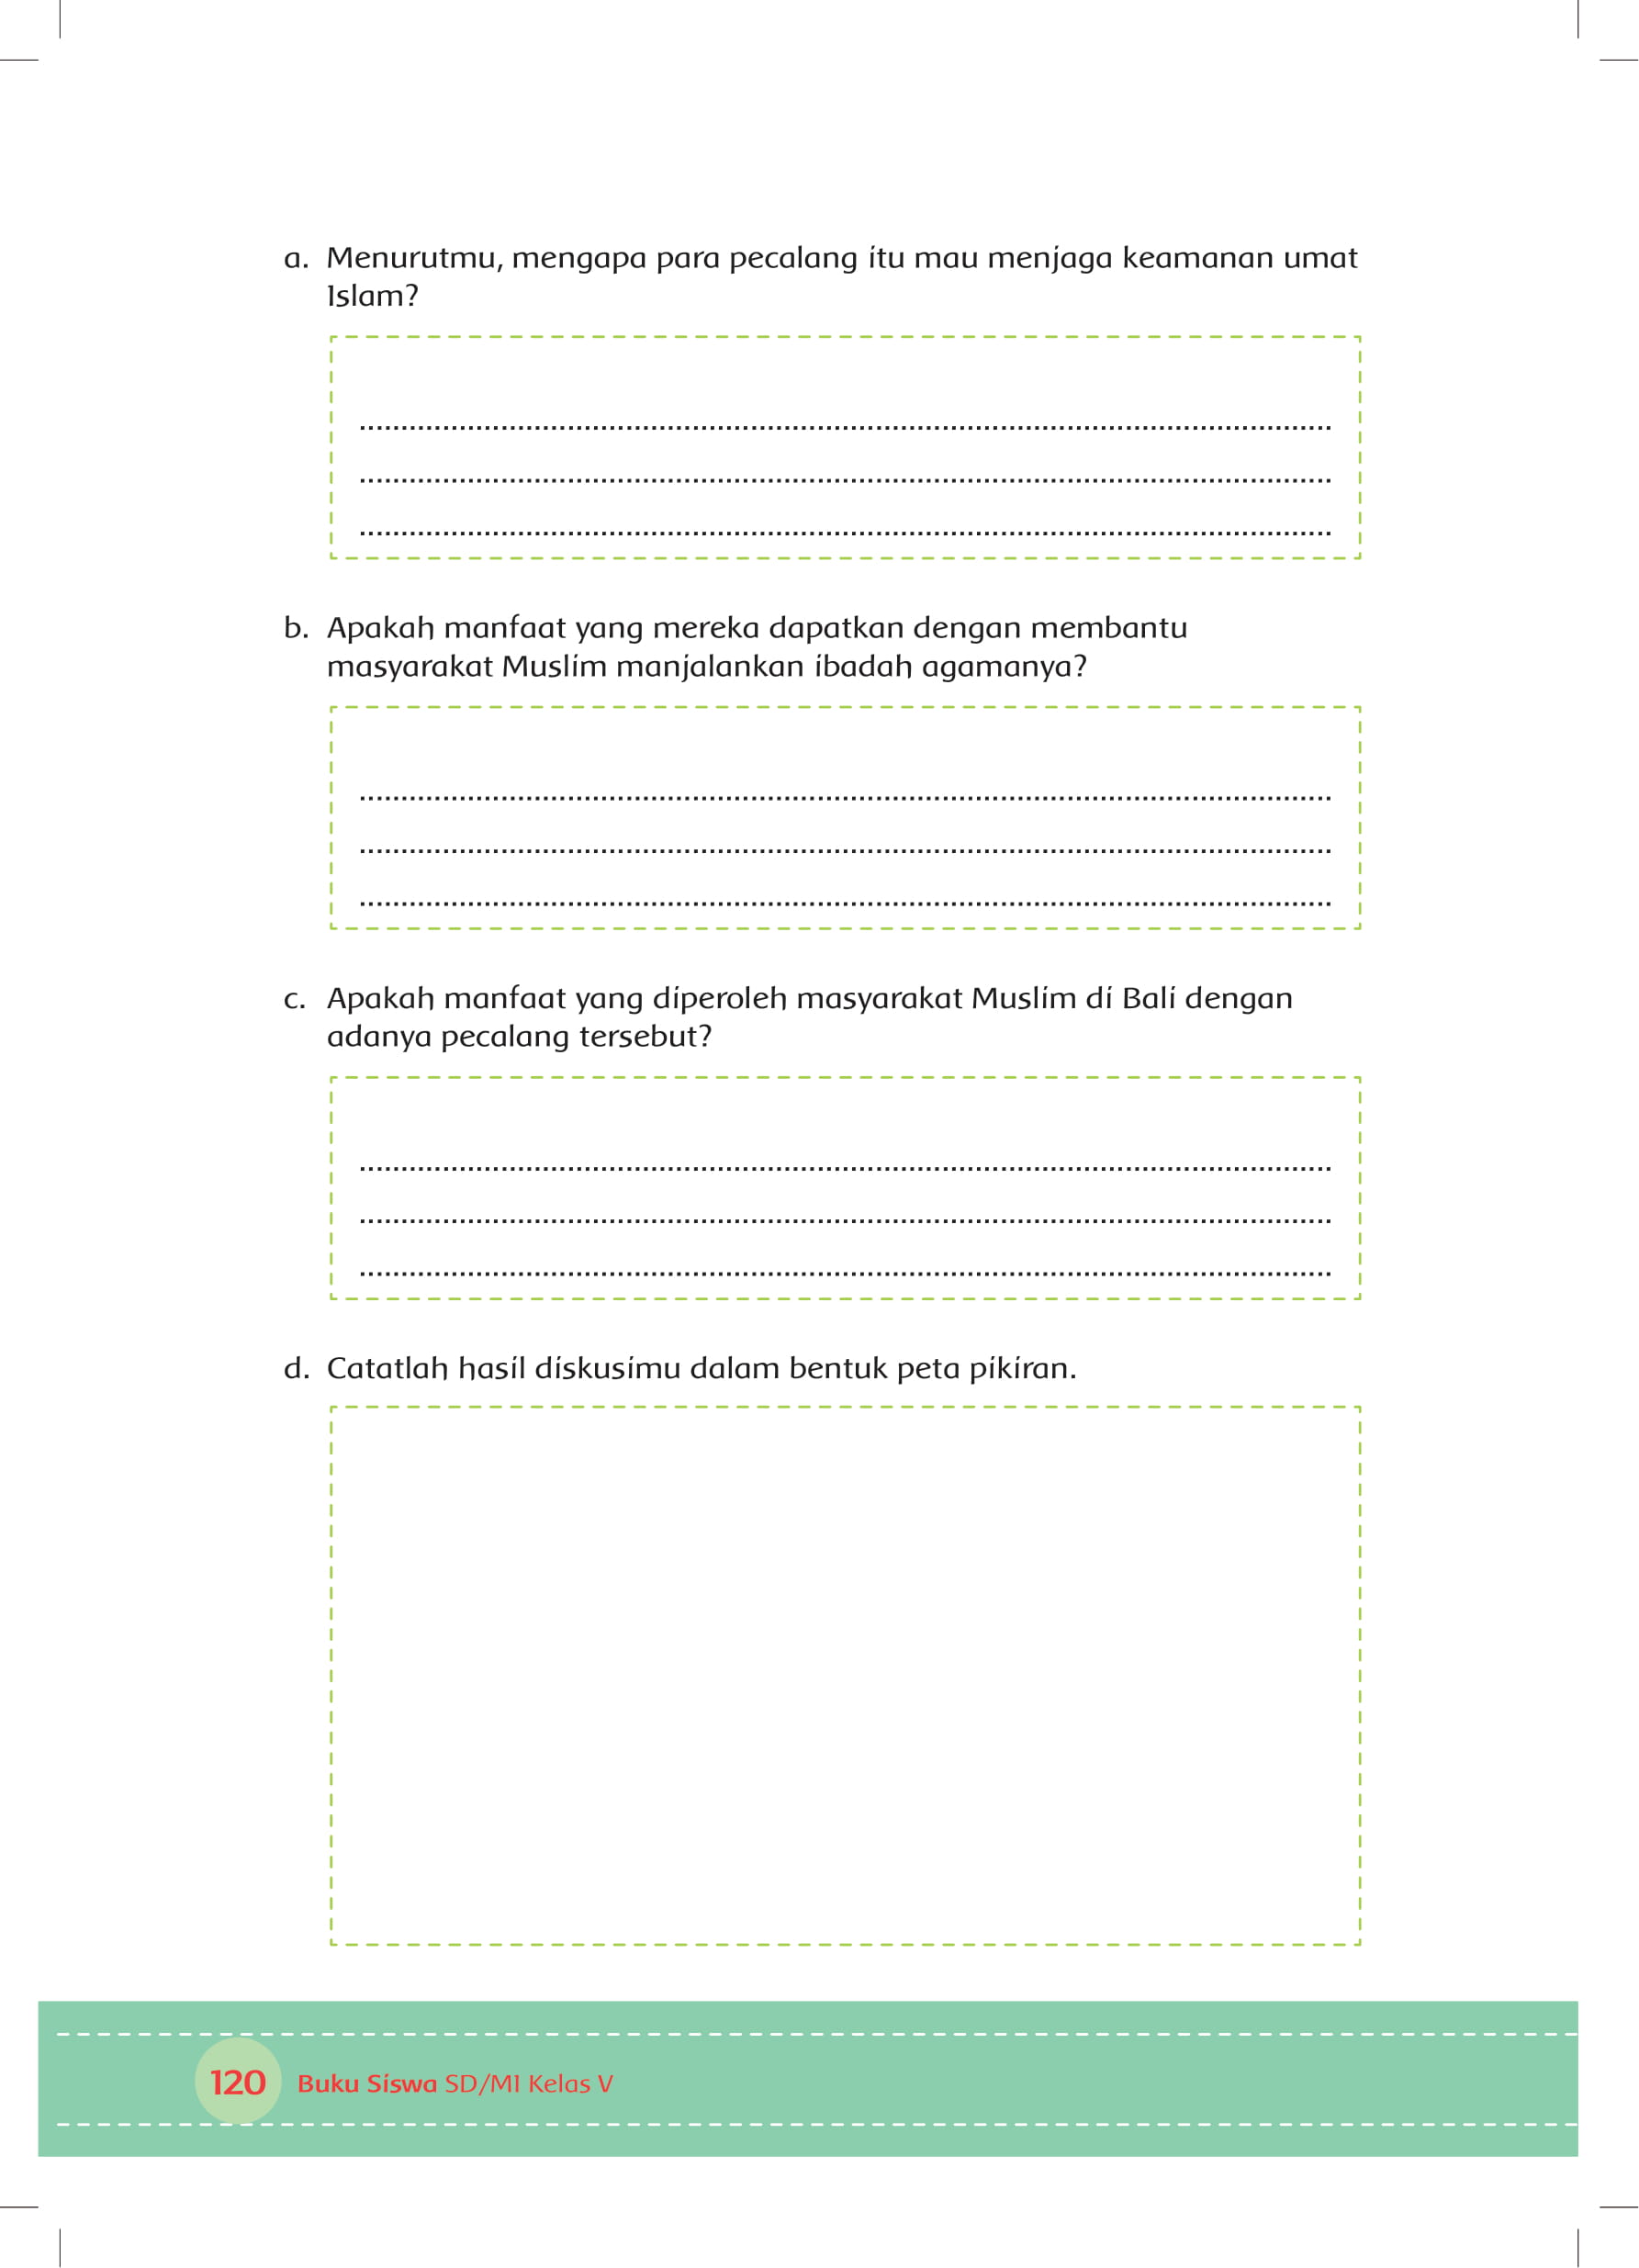 a. Menurutmu, mengapa para pecalang itu mau menjaga keamanan umat
Islam?
................................................................................
................................................................................
................................................................................
b. Apakah manfaat yang mereka dapatkan dengan membantu
masyarakat Muslim manjalankan ibadah agamanya?
................................................................................
................................................................................
................................................................................
c. Apakah manfaat yang diperoleh masyarakat Muslim di Bali dengan
adanya pecalang tersebut?
................................................................................
................................................................................
................................................................................
d. Catatlah hasil diskusimu dalam bentuk peta pikiran.
120 Buku Siswa SD/MI Kelas V